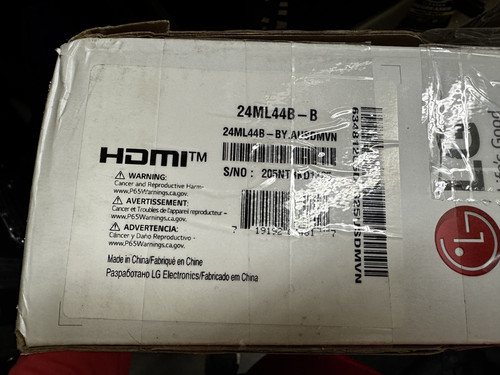 24ML44B-B
24ML44B-BY.AUSDMVN
HDMI™
S/NO :
⚠ WARNING:
Cancer and Reproductive Harm-
www.P65Warnings.ca.gov.
⚠ AVERTISSEMENT:
Cancer et Troubles de l'appareil reproducteur -
www.P65Warnings.ca.gov.
⚠ ADVERTENCIA:
Cáncer y Daño Reproductivo -
www.P65Warnings.ca.gov.
Made in China/Fabriqué en Chine
Разработано LG Electronics/Fabricado em China
LG